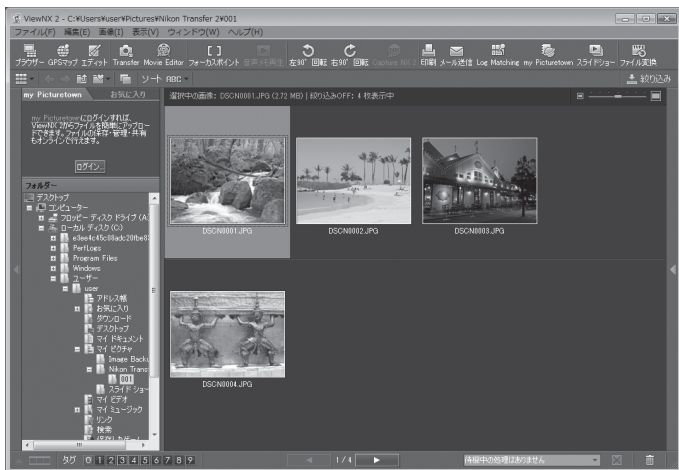 ViewNX 2 - C:¥Users¥user¥Pictures¥Nikon Transfer 2¥001
ファイル(F) 編集(E) 画像(I) 表示(V) ウィンドウ(W) ヘルプ(H)
ブラウザー GPSマップ エディット Transfer Movie Editor フォーカスポイント 音声メモ再生 左90° 回転 右90° 回転 Capture NX 2 印刷 メール送信 Log Matching my Picturetown スライドショー ファイル変換
ソート ABC 絞り込み
my Picturetown お気に入り
選択中の画像: DSCN0001.JPG (2.72 MB) | 絞り込みOFF: 4 枚表示中
my Picturetownにログインすれば、
ViewNX 2からファイルを簡単にアップロー
ドできます。ファイルの保存・管理・共有
もオンラインで行えます。
ログイン...
フォルダー
デスクトップ
コンピューター
フロッピー ディスク ドライブ (A:
ローカル ディスク (C:)
PerfLogs
Program Files
Windows
ユーザー
user
アドレス帳
お気に入り
ダウンロード
デスクトップ
マイ ドキュメント
マイ ピクチャ
Image Backu
Nikon Trans
001
スライド ショー
マイ ビデオ
マイ ミュージック
リンク
検索
DSCN0001.JPG DSCN0002.JPG DSCN0003.JPG
DSCN0004.JPG
タグ 0 1 2 3 4 5 6 7 8 9
1 / 4
待機中の処理はありません